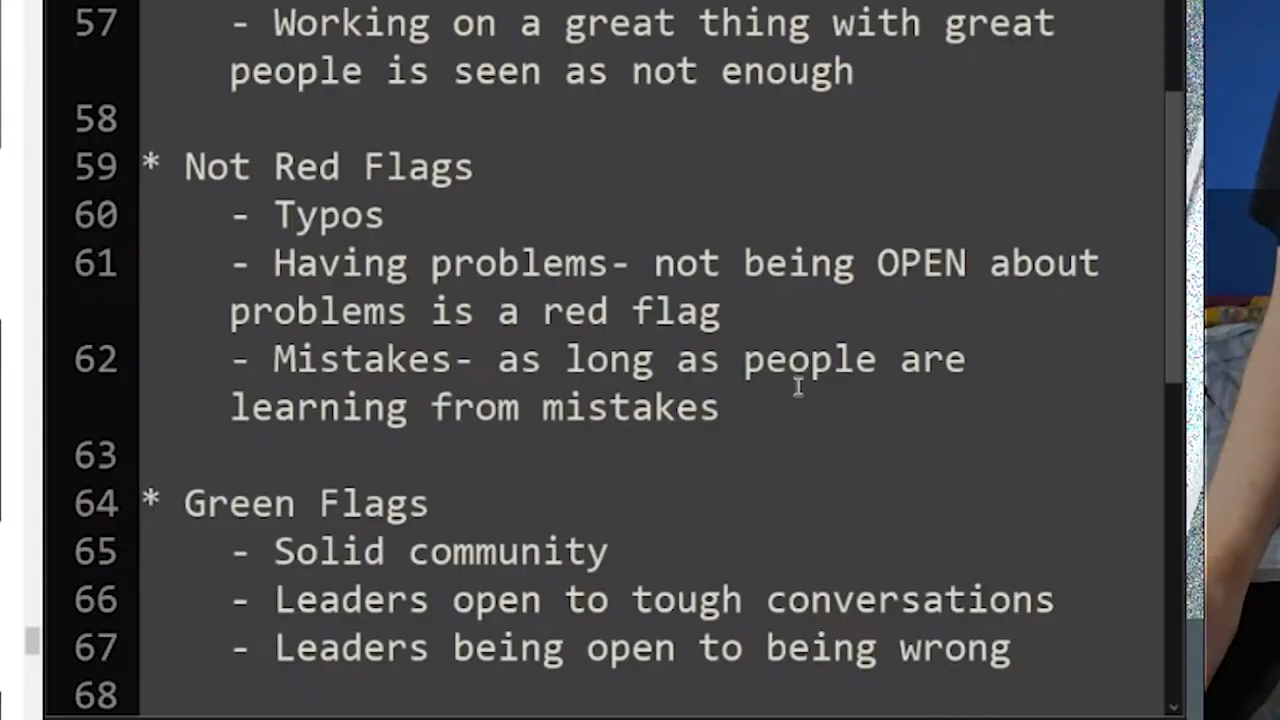 57 - Working on a great thing with great
people is seen as not enough
58
59 * Not Red Flags
60 - Typos
61 - Having problems- not being OPEN about
problems is a red flag
62 - Mistakes- as long as people are
learning from mistakes
63
64 * Green Flags
65 - Solid community
66 - Leaders open to tough conversations
67 - Leaders being open to being wrong
68